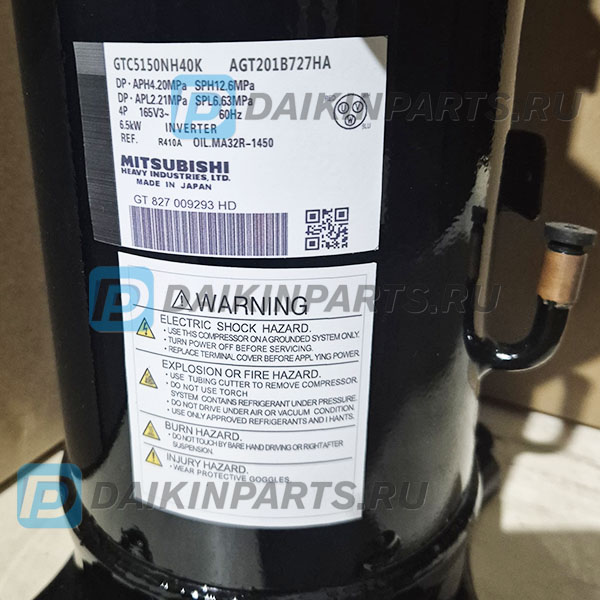 GTC5150NH40K AGT201B727HA
DP·APH4.20MPa SPH12.6MPa
DP·APL2.21MPa SPL6.63MPa
4P 165V3~ 60Hz
6.5kW INVERTER
REF. R410A OIL.MA32R-1450
U V
W
SLU
MITSUBISHI
HEAVY INDUSTRIES, LTD.
MADE IN JAPAN
GT 827 009293 HD
DAIKINPARTS.RU
DAIKINPARTS.RU
⚠WARNING
ELECTRIC SHOCK HAZARD.
• USE THIS COMPRESSOR ON A GROUNDED SYSTEM ONLY.
• TURN POWER OFF BEFORE SERVICING.
• REPLACE TERMINAL COVER BEFORE APPLYING POWER.
EXPLOSION OR FIRE HAZARD.
• USE TUBING CUTTER TO REMOVE COMPRESSOR.
• DO NOT USE TORCH
SYSTEM CONTAINS REFRIGERANT UNDER PRESSURE.
• DO NOT DRIVE UNDER AIR OR VACUUM CONDITION.
• USE ONLY APPROVED REFRIGERANTS AND I HANTS.
BURN HAZARD.
• DO NOT TOUCH BY BARE HAND DRIVING OR RIGHT AFTER
SUSPENSION.
INJURY HAZARD.
• WEAR PROTECTIVE GOGGLES
DAIKINPARTS.RU